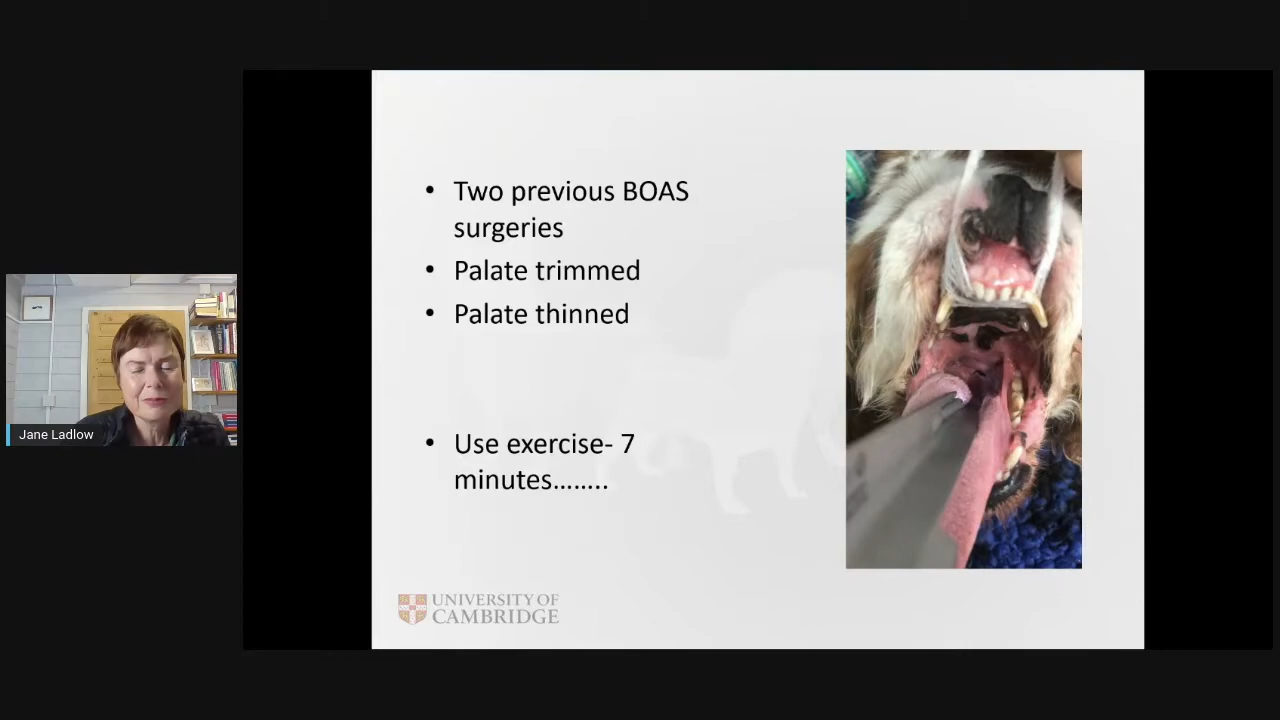 • Two previous BOAS
surgeries
• Palate trimmed
• Palate thinned
• Use exercise- 7
minutes……..
Jane Ladlow
UNIVERSITY OF
CAMBRIDGE